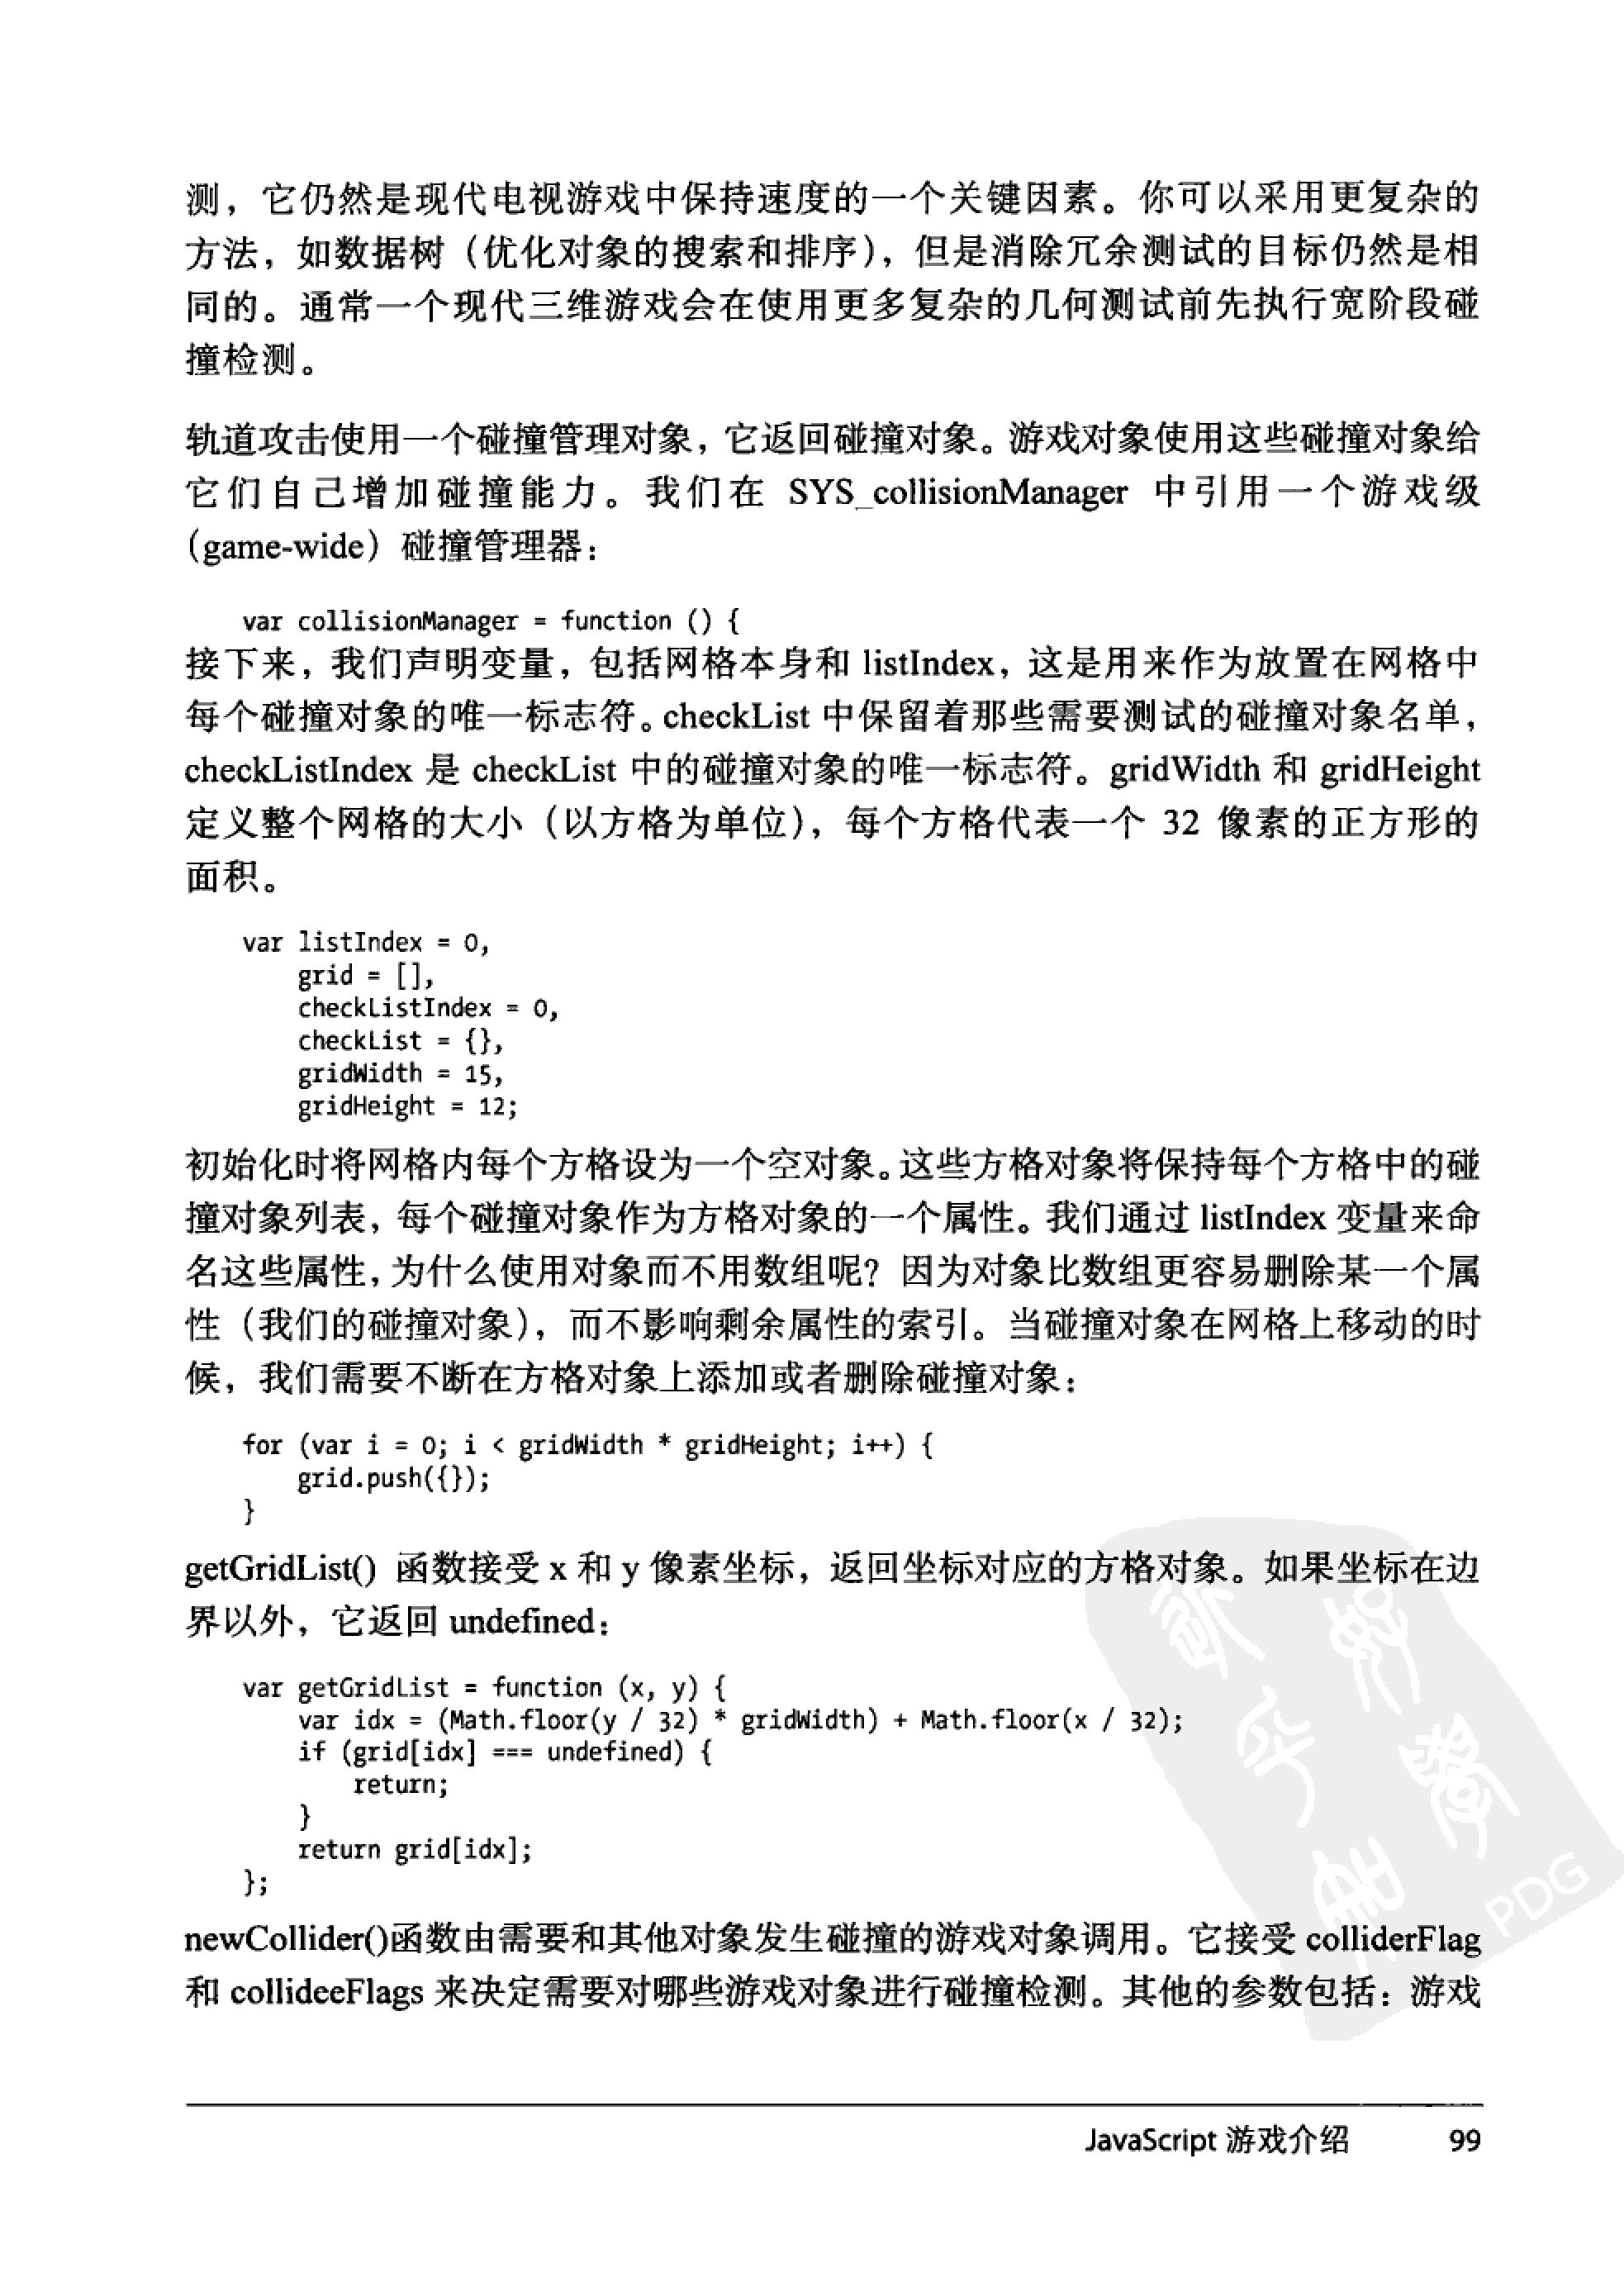 测，它仍然是现代电视游戏中保持速度的一个关键因素。你可以采用更复杂的
方法，如数据树（优化对象的搜索和排序），但是消除冗余测试的目标仍然是相
同的。通常一个现代三维游戏会在使用更多复杂的几何测试前先执行宽阶段碰
撞检测。
轨道攻击使用一个碰撞管理对象，它返回碰撞对象。游戏对象使用这些碰撞对象给
它们自己增加碰撞能力。我们在 SYS_collisionManager 中引用一个游戏级
（game-wide）碰撞管理器：
var collisionManager = function () {
接下来，我们声明变量，包括网格本身和 listIndex，这是用来作为放置在网格中
每个碰撞对象的唯一标志符。checkList 中保留着那些需要测试的碰撞对象名单，
checkListIndex 是 checkList 中的碰撞对象的唯一标志符。gridWidth 和 gridHeight
定义整个网格的大小（以方格为单位），每个方格代表一个 32 像素的正方形的
面积。
var listIndex = 0,
grid = [],
checkListIndex = 0,
checkList = {},
gridWidth = 15,
gridHeight = 12;
初始化时将网格内每个方格设为一个空对象。这些方格对象将保持每个方格中的碰
撞对象列表，每个碰撞对象作为方格对象的一个属性。我们通过 listIndex 变量来命
名这些属性，为什么使用对象而不用数组呢？因为对象比数组更容易删除某一个属
性（我们的碰撞对象），而不影响剩余属性的索引。当碰撞对象在网格上移动的时
候，我们需要不断在方格对象上添加或者删除碰撞对象：
for (var i = 0; i < gridWidth * gridHeight; i++) {
grid.push({});
}
getGridList() 函数接受 x 和 y 像素坐标，返回坐标对应的方格对象。如果坐标在边
界以外，它返回 undefined：
var getGridList = function (x, y) {
var idx = (Math.floor(y / 32) * gridWidth) + Math.floor(x / 32);
if (grid[idx] === undefined) {
return;
}
return grid[idx];
};
newCollider()函数由需要和其他对象发生碰撞的游戏对象调用。它接受 colliderFlag
和 collideeFlags 来决定需要对哪些游戏对象进行碰撞检测。其他的参数包括：游戏
PDG
JavaScript 游戏介绍 99